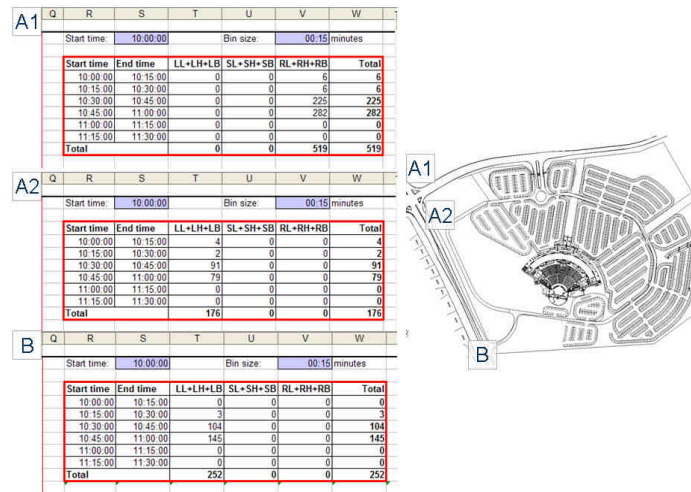 A1
Q R S T U V W
Start time: 10:00:00 Bin size: 00:15 minutes
Start time End time LL+LH+LB SL+SH+SB RL+RH+RB Total
10:00:00 10:15:00 0 0 6 6
10:15:00 10:30:00 0 0 6 6
10:30:00 10:45:00 0 0 225 225
10:45:00 11:00:00 0 0 282 282
11:00:00 11:15:00 0 0 0 0
11:15:00 11:30:00 0 0 0 0
Total 0 0 519 519
A2
Q R S T U V W
Start time: 10:00:00 Bin size: 00:15 minutes
Start time End time LL+LH+LB SL+SH+SB RL+RH+RB Total
10:00:00 10:15:00 4 0 0 4
10:15:00 10:30:00 2 0 0 2
10:30:00 10:45:00 91 0 0 91
10:45:00 11:00:00 79 0 0 79
11:00:00 11:15:00 0 0 0 0
11:15:00 11:30:00 0 0 0 0
Total 176 0 0 176
B
Q R S T U V W
Start time: 10:00:00 Bin size: 00:15 minutes
Start time End time LL+LH+LB SL+SH+SB RL+RH+RB Total
10:00:00 10:15:00 0 0 0 0
10:15:00 10:30:00 3 0 0 3
10:30:00 10:45:00 104 0 0 104
10:45:00 11:00:00 145 0 0 145
11:00:00 11:15:00 0 0 0 0
11:15:00 11:30:00 0 0 0 0
Total 252 0 0 252
A1
A2
B